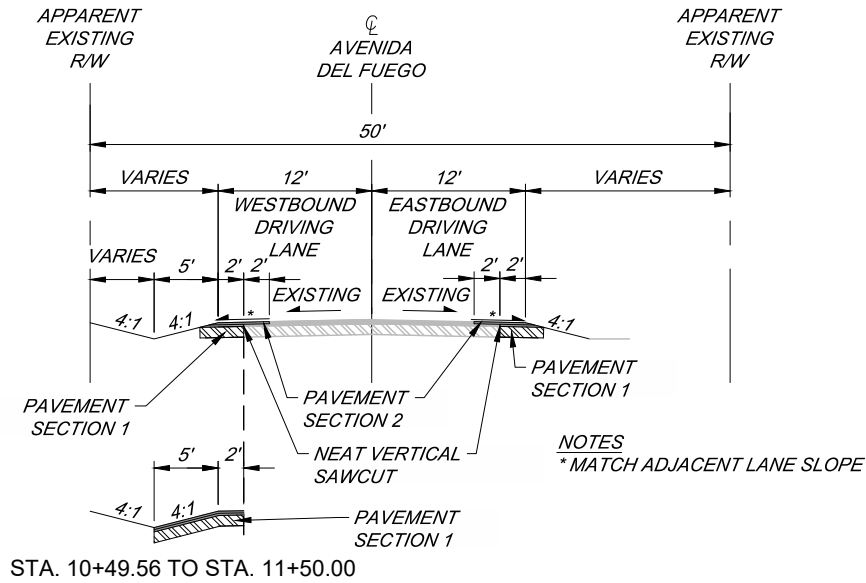 APPARENT
EXISTING
R/W
℄
AVENIDA
DEL FUEGO
APPARENT
EXISTING
R/W
50'
VARIES
12'
12'
VARIES
WESTBOUND
DRIVING
LANE
EASTBOUND
DRIVING
LANE
VARIES
5'
2'
2'
2'
2'
*
EXISTING
EXISTING
*
4:1
4:1
4:1
PAVEMENT
SECTION 1
PAVEMENT
SECTION 2
PAVEMENT
SECTION 1
NEAT VERTICAL
SAWCUT
NOTES
* MATCH ADJACENT LANE SLOPE
5'
2'
4:1
4:1
PAVEMENT
SECTION 1
STA. 10+49.56 TO STA. 11+50.00